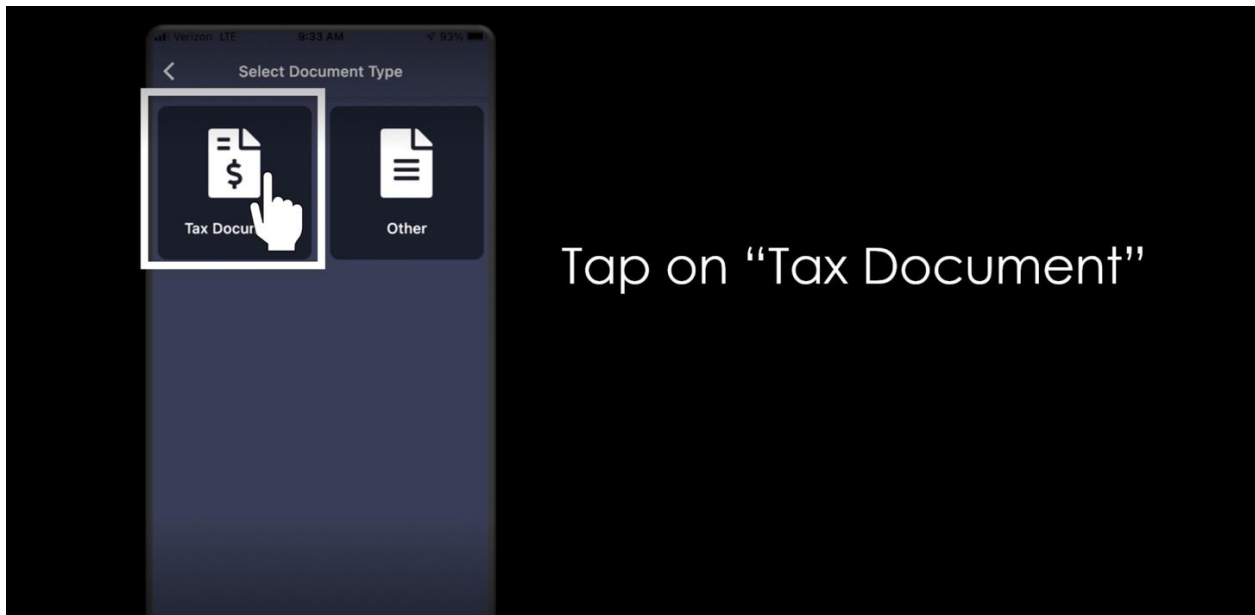 Verizon LTE 9:33 AM 93%
Select Document Type
$
Tax Docu
Other
Tap on “Tax Document”